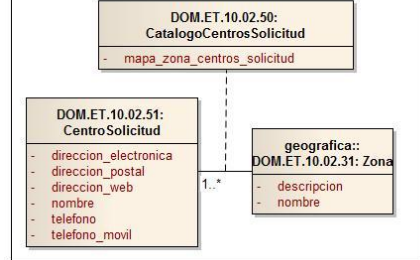 DOM.ET.10.02.50:
CatalogoCentrosSolicitud
- mapa_zona_centros_solicitud
DOM.ET.10.02.51:
CentroSolicitud
- direccion_electronica
- direccion_postal
- direccion_web
- nombre
- telefono
- telefono_movil
1..*
geografica::
DOM.ET.10.02.31: Zona
- descripcion
- nombre